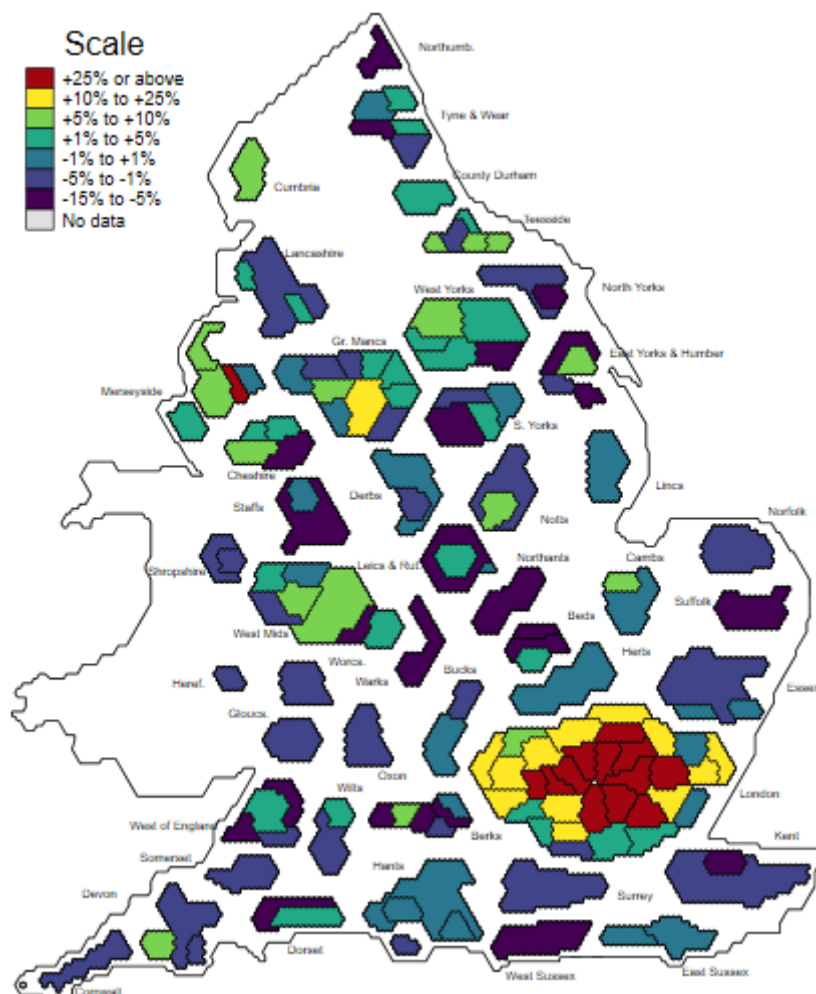 Scale
+25% or above
+10% to +25%
+5% to +10%
+1% to +5%
-1% to +1%
-5% to -1%
-15% to -5%
No data
Northumb.
Tyne & Wear
County Durham
Cumbria
Teesside
Lancashire
West Yorks
North Yorks
Gr. Manca
East Yorks & Humber
Merseyside
S. Yorks
Cheshire
Lincs
Staffs
Derbs
Notts
Norfolk
Shropshire
Leics & Rut.
Northants
Cambs
Suffolk
Beds
West Mids
Worcs.
Warks
Herts
Heref.
Bucks
Essex
Gloucs.
Oxon
London
Wilts
West of England
Berks
Kent
Somerset
Hants
Devon
Surrey
Dorset
West Sussex
East Sussex
Cornwall